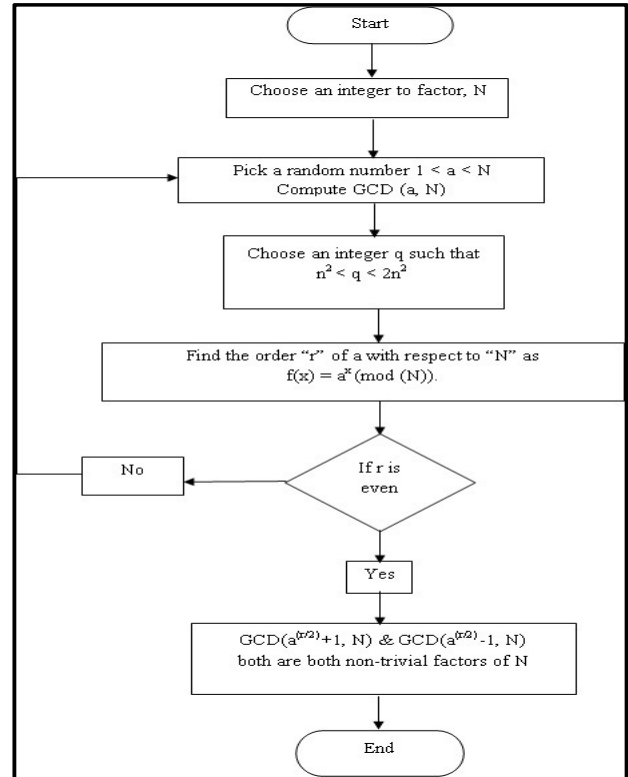 Start
Choose an integer to factor, N
Pick a random number 1 < a < N
Compute GCD (a, N)
Choose an integer q such that
n² < q < 2n²
Find the order “r” of a with respect to “N” as
f(x) = aˣ (mod (N)).
If r is
even
No
Yes
GCD(a⁽ʳ/²⁾+1, N) & GCD(a⁽ʳ/²⁾-1, N)
both are both non-trivial factors of N
End